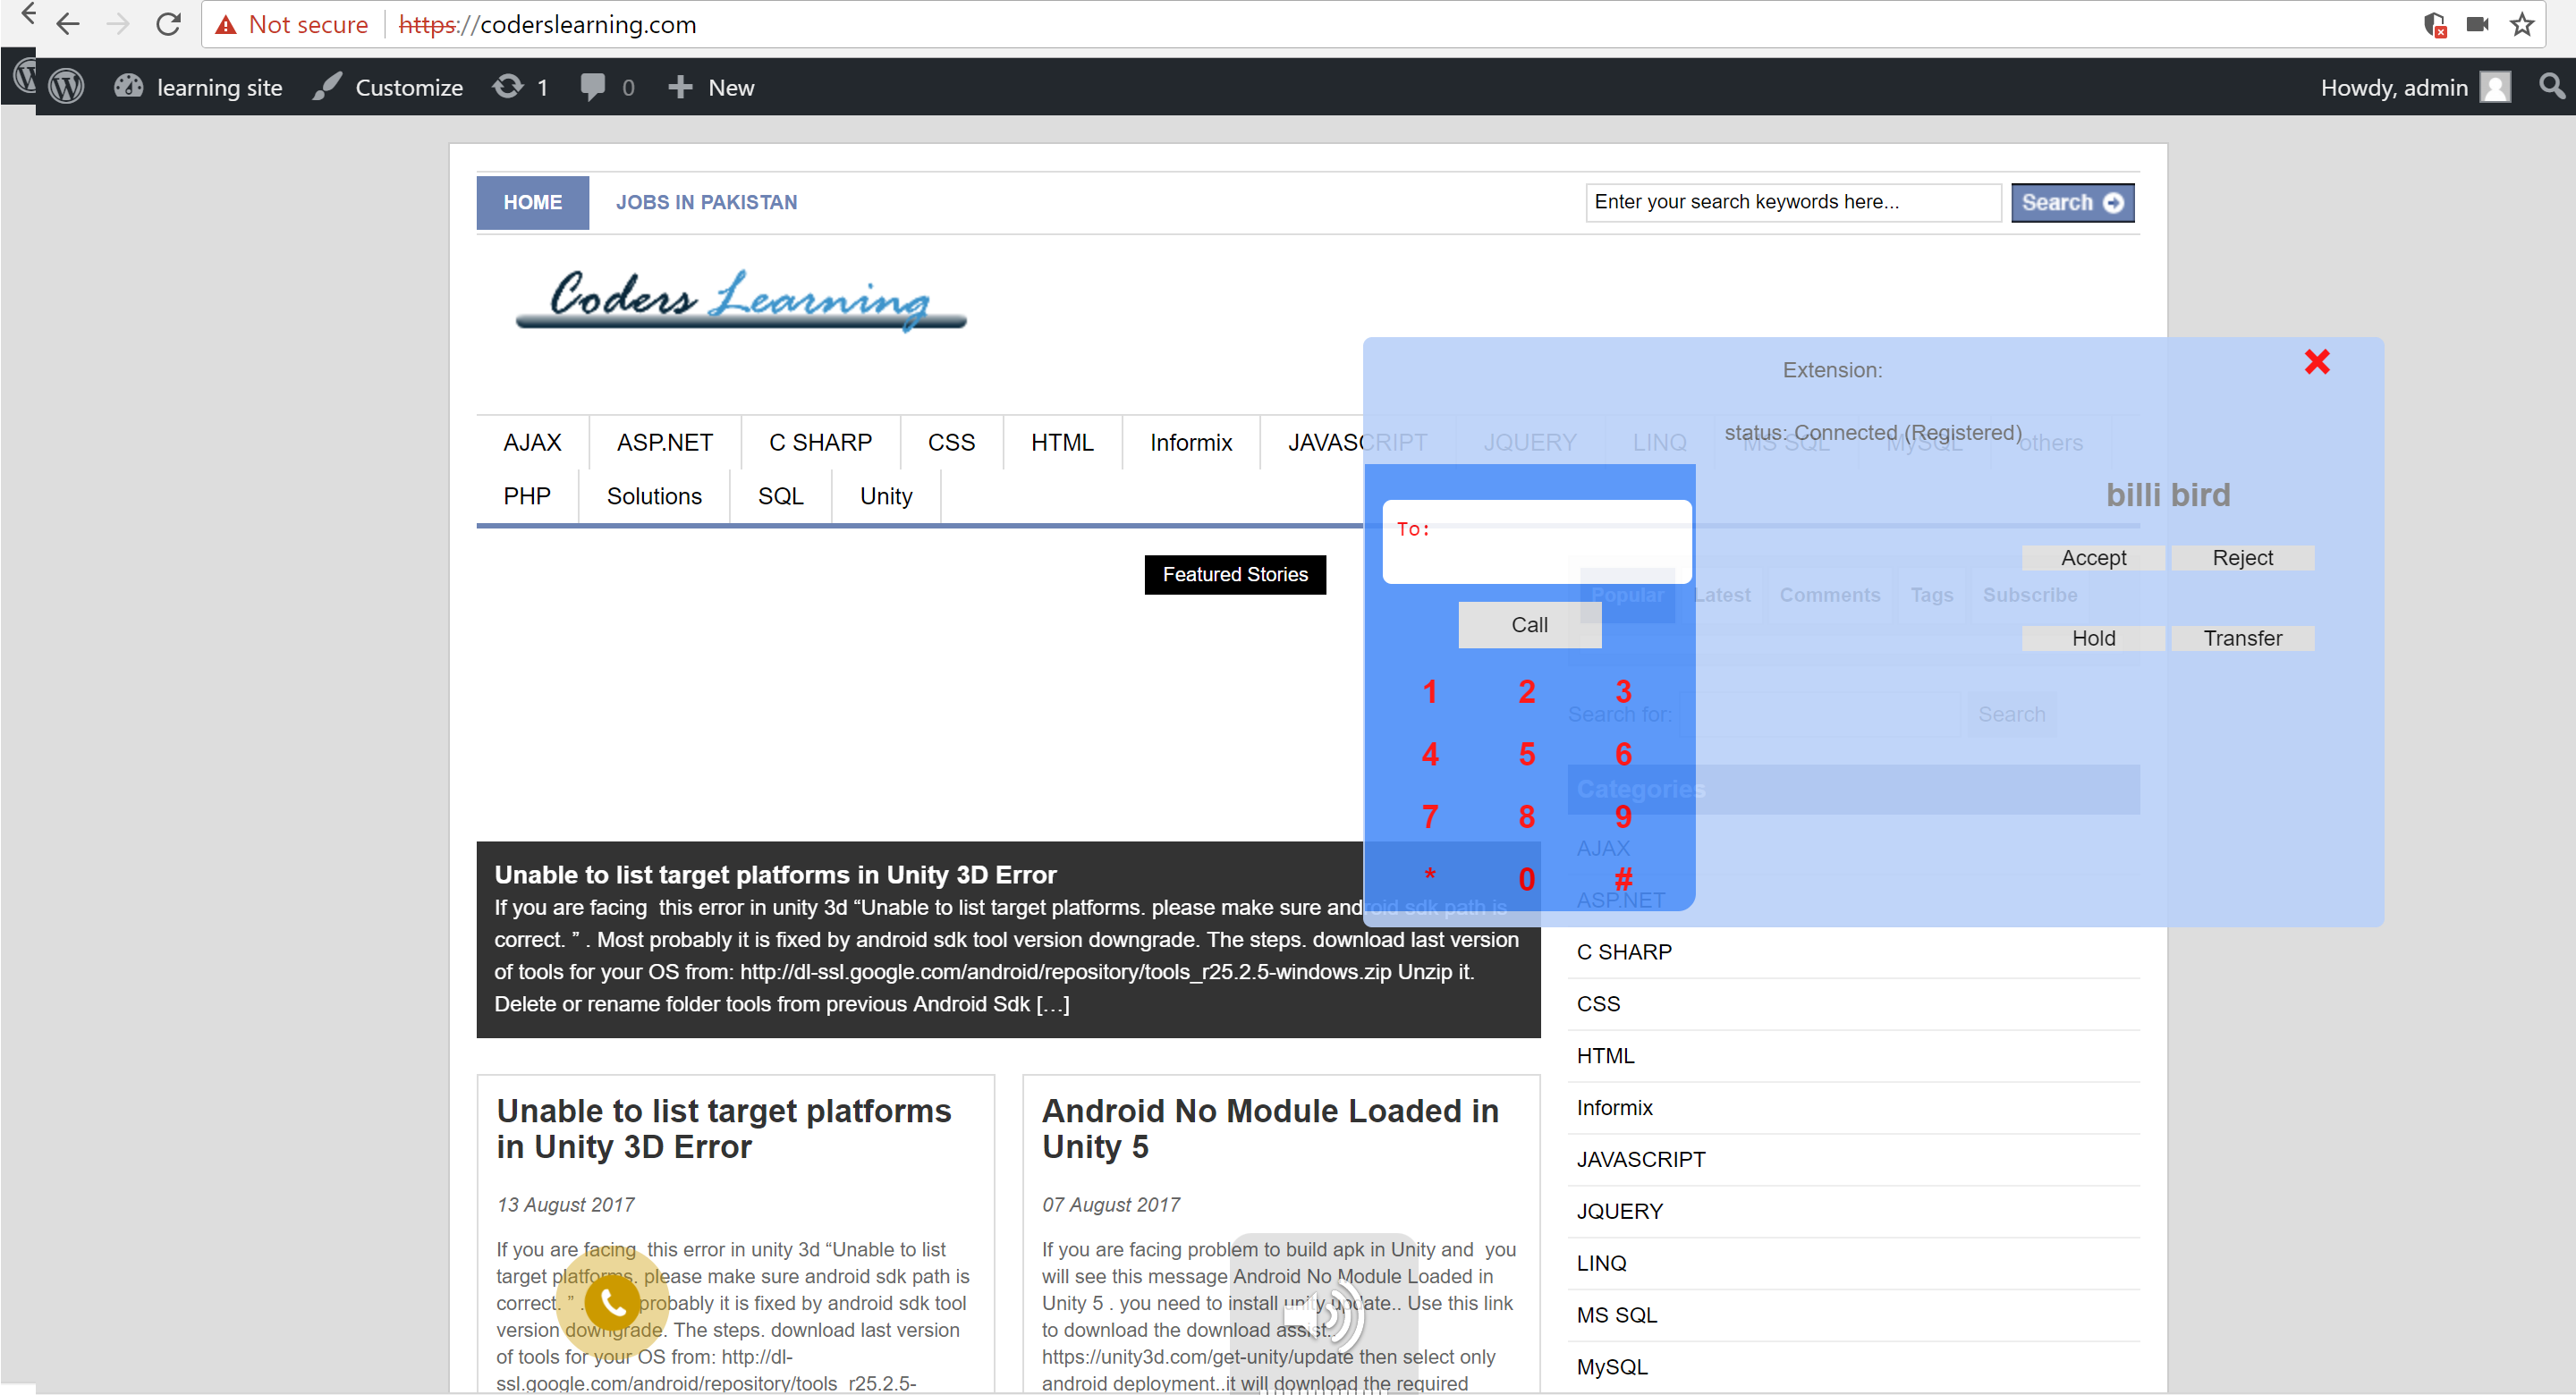 Not secure https://coderslearning.com
learning site Customize 1 0 New Howdy, admin
HOME JOBS IN PAKISTAN Enter your search keywords here... Search
Coders Learning
Extension:
status: Connected (Registered)
AJAX ASP.NET C SHARP CSS HTML Informix JAVASCRIPT JQUERY LINQ MS SQL MySQL others
PHP Solutions SQL Unity
billi bird
To:
Accept Reject
Featured Stories
Popular Latest Comments Tags Subscribe
Call
Hold Transfer
1 2 3
Search for: Search
4 5 6
Categories
7 8 9
AJAX
* 0 #
ASP.NET
Unable to list target platforms in Unity 3D Error
If you are facing this error in unity 3d “Unable to list target platforms. please make sure android sdk path is
correct. ” . Most probably it is fixed by android sdk tool version downgrade. The steps. download last version
of tools for your OS from: http://dl-ssl.google.com/android/repository/tools_r25.2.5-windows.zip Unzip it.
Delete or rename folder tools from previous Android Sdk […]
C SHARP
CSS
HTML
Informix
JAVASCRIPT
JQUERY
LINQ
MS SQL
MySQL
Unable to list target platforms
in Unity 3D Error
13 August 2017
If you are facing this error in unity 3d “Unable to list
target platforms. please make sure android sdk path is
correct. ” . probably it is fixed by android sdk tool
version downgrade. The steps. download last version
of tools for your OS from: http://dl-
ssl.google.com/android/repository/tools_r25.2.5-
Android No Module Loaded in
Unity 5
07 August 2017
If you are facing problem to build apk in Unity and you
will see this message Android No Module Loaded in
Unity 5 . you need to install unity update.. Use this link
to download the download assist..
https://unity3d.com/get-unity/update then select only
android deployment..it will download the required